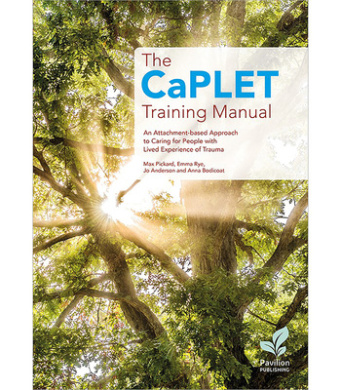 The
CaPLET
Training Manual
An Attachment-based Approach
to Caring for People with
Lived Experience of Trauma
Max Pickard, Emma Rye,
Jo Anderson and Anna Bodicoat
Pavilion
PUBLISHING